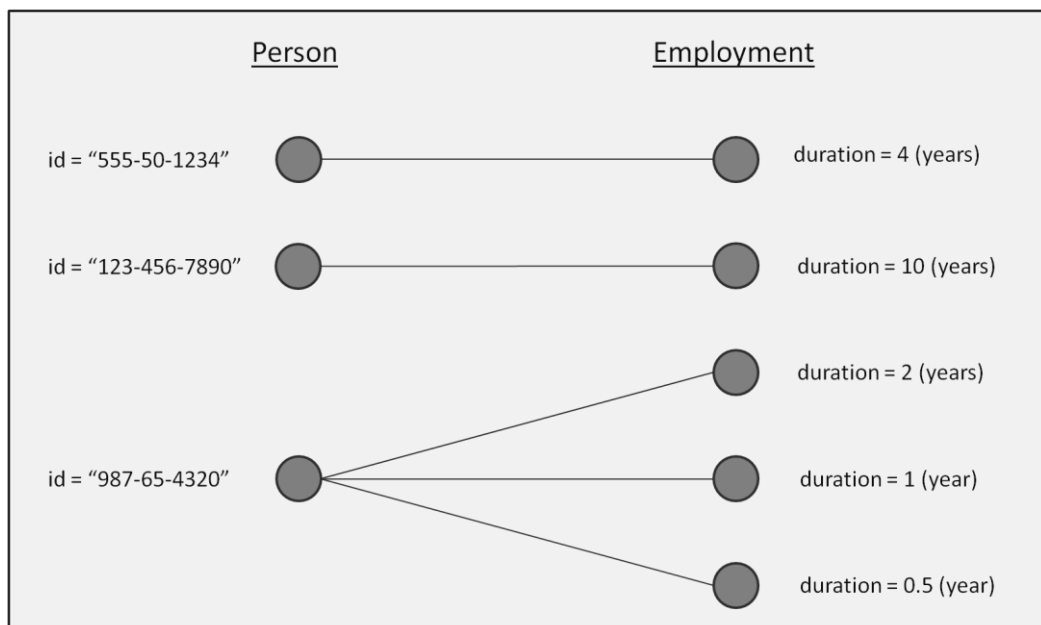 Person Employment
id = “555-50-1234” duration = 4 (years)
id = “123-456-7890” duration = 10 (years)
duration = 2 (years)
id = “987-65-4320” duration = 1 (year)
duration = 0.5 (year)